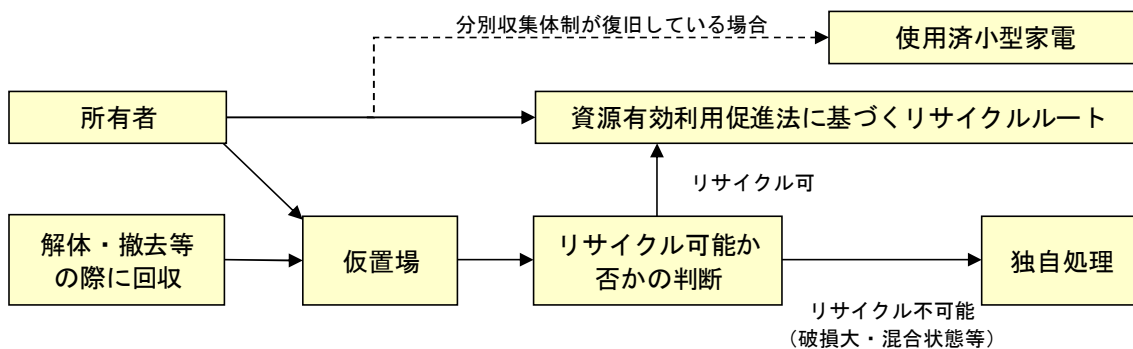 分別収集体制が復旧している場合
使用済小型家電
所有者
資源有効利用促進法に基づくリサイクルルート
リサイクル可
解体・撤去等
の際に回収
仮置場
リサイクル可能か
否かの判断
独自処理
リサイクル不可能
（破損大・混合状態等）